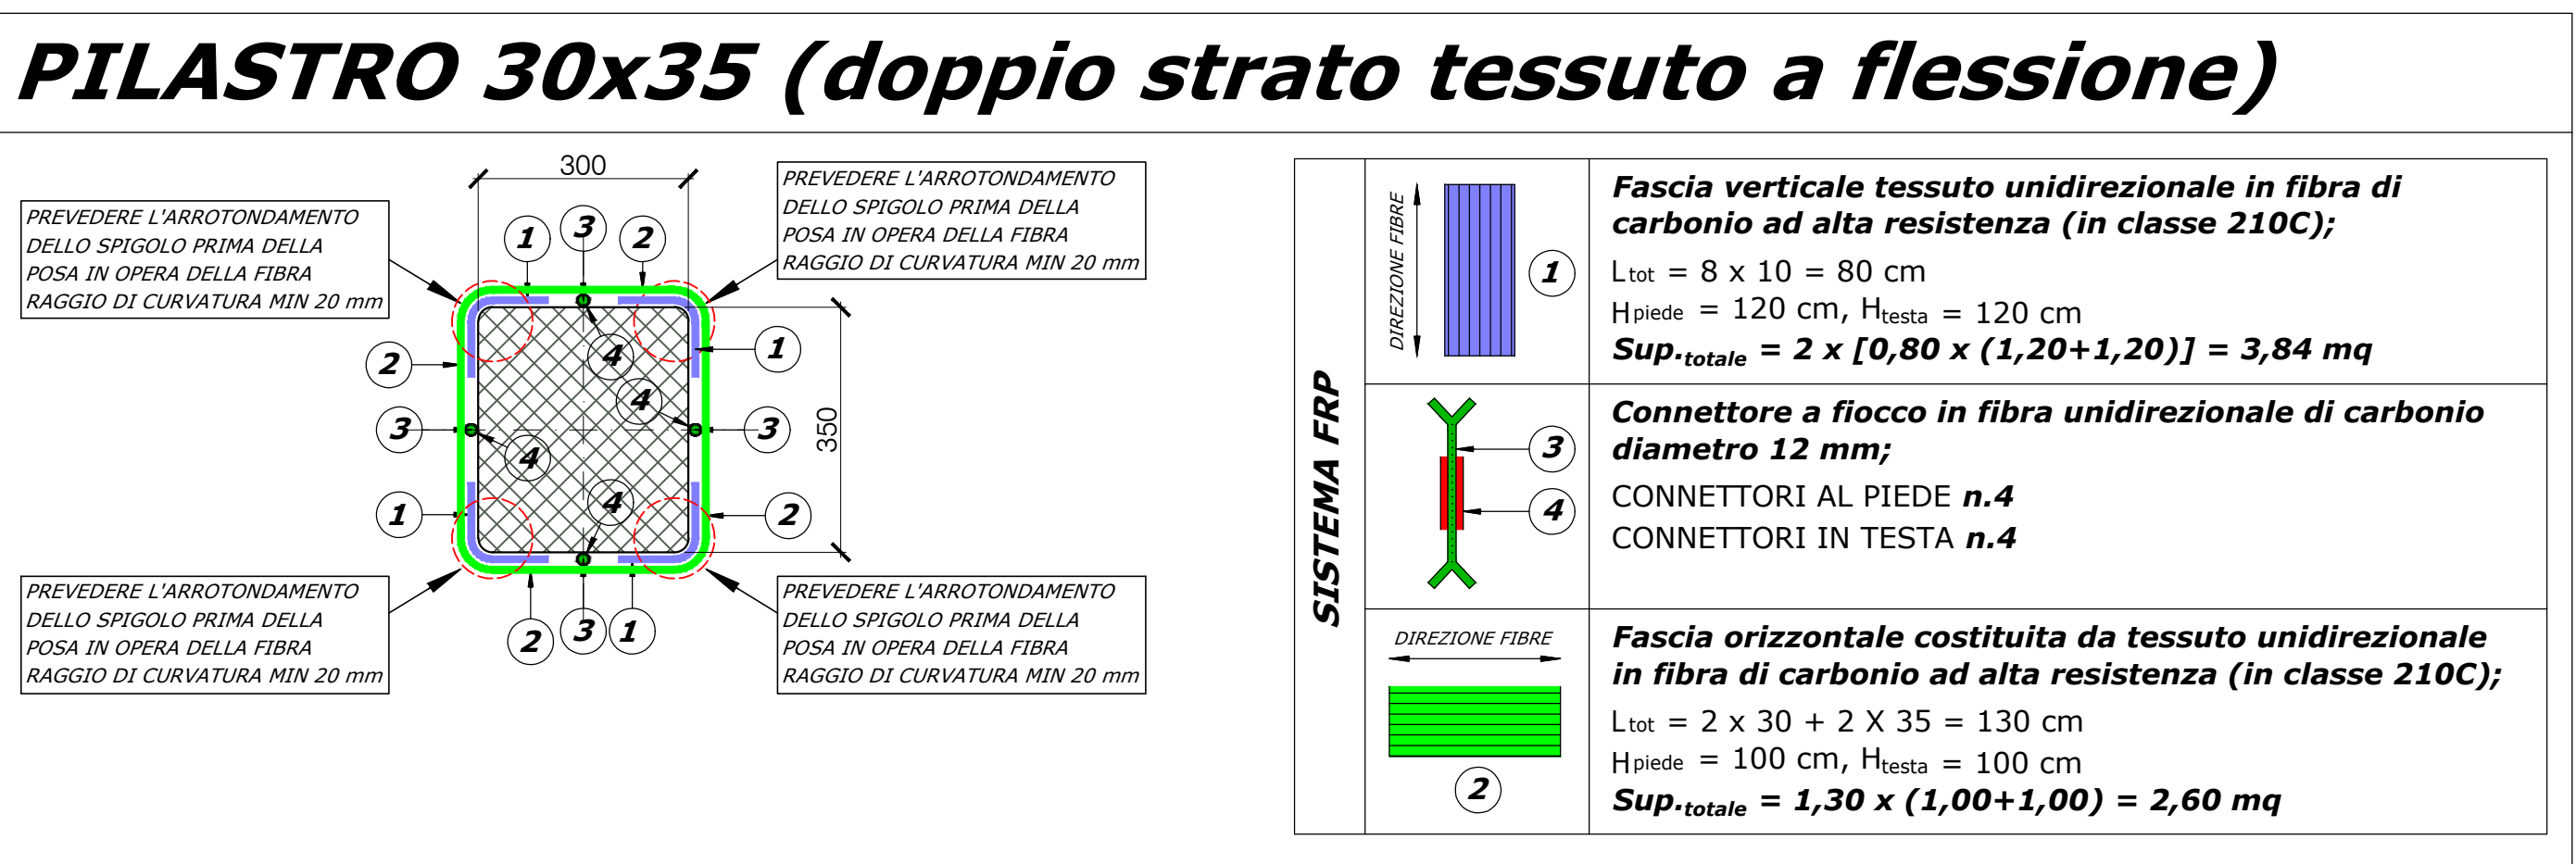 PILASTRO 30x35 (doppio strato tessuto a flessione)
300
PREVEDERE L'ARROTONDAMENTO
DELLO SPIGOLO PRIMA DELLA
POSA IN OPERA DELLA FIBRA
RAGGIO DI CURVATURA MIN 20 mm
PREVEDERE L'ARROTONDAMENTO
DELLO SPIGOLO PRIMA DELLA
POSA IN OPERA DELLA FIBRA
RAGGIO DI CURVATURA MIN 20 mm
1
3
2
4
1
2
4
3
3
350
4
1
4
2
2
3
1
PREVEDERE L'ARROTONDAMENTO
DELLO SPIGOLO PRIMA DELLA
POSA IN OPERA DELLA FIBRA
RAGGIO DI CURVATURA MIN 20 mm
PREVEDERE L'ARROTONDAMENTO
DELLO SPIGOLO PRIMA DELLA
POSA IN OPERA DELLA FIBRA
RAGGIO DI CURVATURA MIN 20 mm
SISTEMA FRP
DIREZIONE FIBRE
1
Fascia verticale tessuto unidirezionale in fibra di
carbonio ad alta resistenza (in classe 210C);
Ltot = 8 x 10 = 80 cm
Hpiede = 120 cm, Htesta = 120 cm
Sup.totale = 2 x [0,80 x (1,20+1,20)] = 3,84 mq
3
4
Connettore a fiocco in fibra unidirezionale di carbonio
diametro 12 mm;
CONNETTORI AL PIEDE n.4
CONNETTORI IN TESTA n.4
DIREZIONE FIBRE
2
Fascia orizzontale costituita da tessuto unidirezionale
in fibra di carbonio ad alta resistenza (in classe 210C);
Ltot = 2 x 30 + 2 X 35 = 130 cm
Hpiede = 100 cm, Htesta = 100 cm
Sup.totale = 1,30 x (1,00+1,00) = 2,60 mq